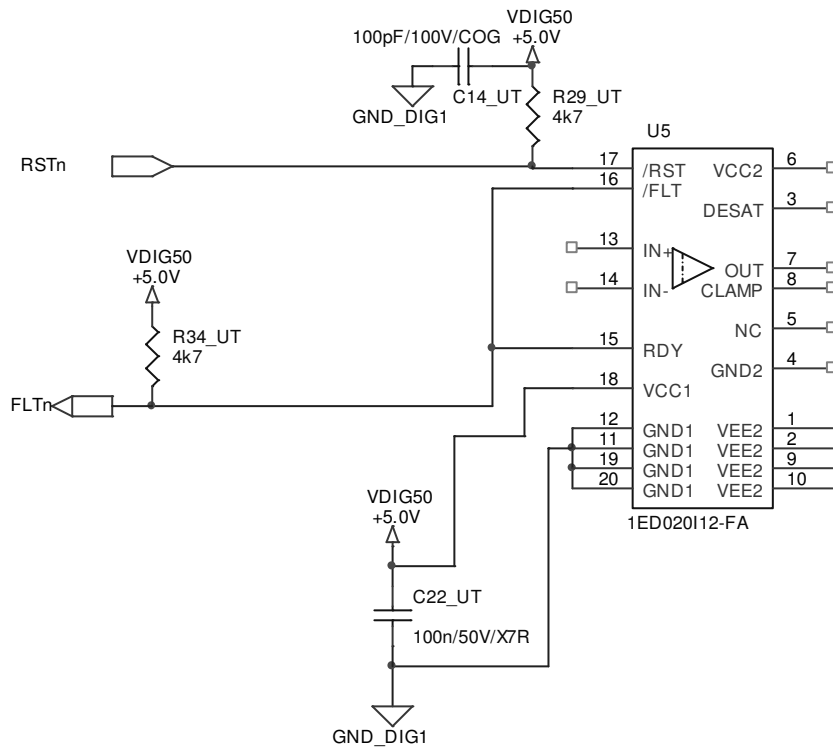 VDIG50
+5.0V
100pF/100V/COG
C14_UT
GND_DIG1
R29_UT
4k7
U5
RSTn
17
/RST
16
/FLT
13
IN+
14
IN-
15
RDY
18
VCC1
12
GND1
11
GND1
19
GND1
20
GND1
VCC2
6
DESAT
3
OUT
7
CLAMP
8
NC
5
GND2
4
VEE2
1
VEE2
2
VEE2
9
VEE2
10
1ED020I12-FA
VDIG50
+5.0V
R34_UT
4k7
FLTn
VDIG50
+5.0V
C22_UT
100n/50V/X7R
GND_DIG1